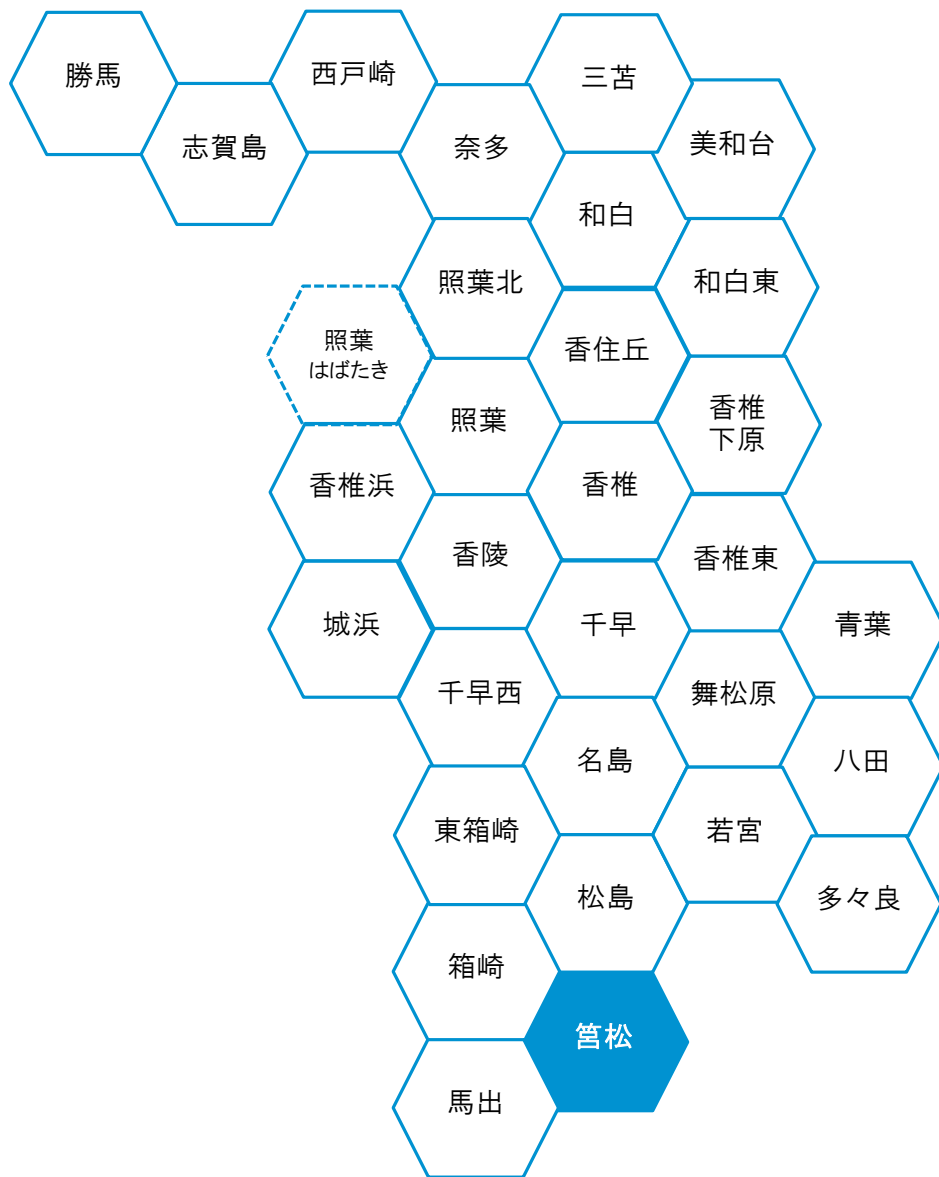 勝馬
西戸崎
三苫
志賀島
奈多
美和台
和白
照葉北
和白東
照葉
はばたき
香住丘
照葉
香椎
下原
香椎浜
香椎
香陵
香椎東
城浜
千早
青葉
千早西
舞松原
名島
八田
東箱崎
若宮
松島
多々良
箱崎
筥松
馬出